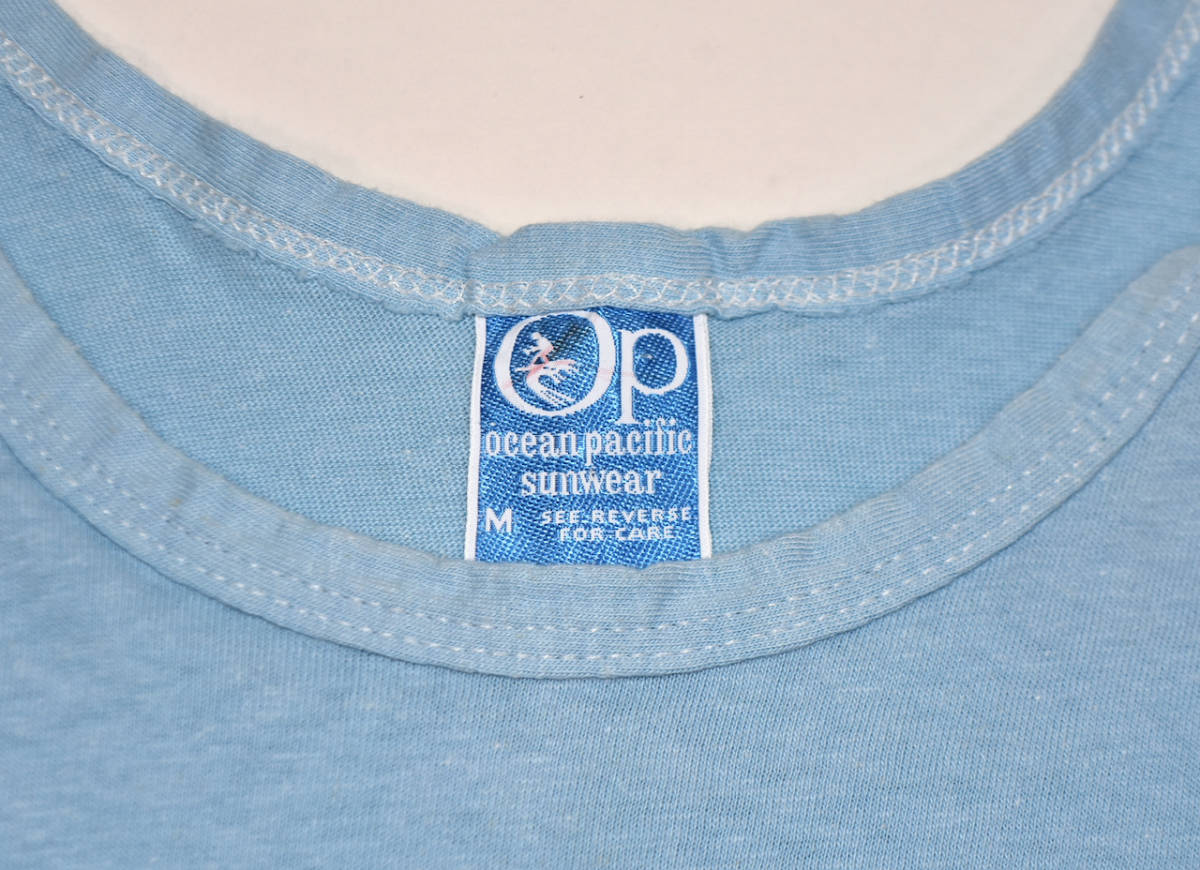 Op
ocean pacific
sunwear
M SEE REVERSE
FOR CARE